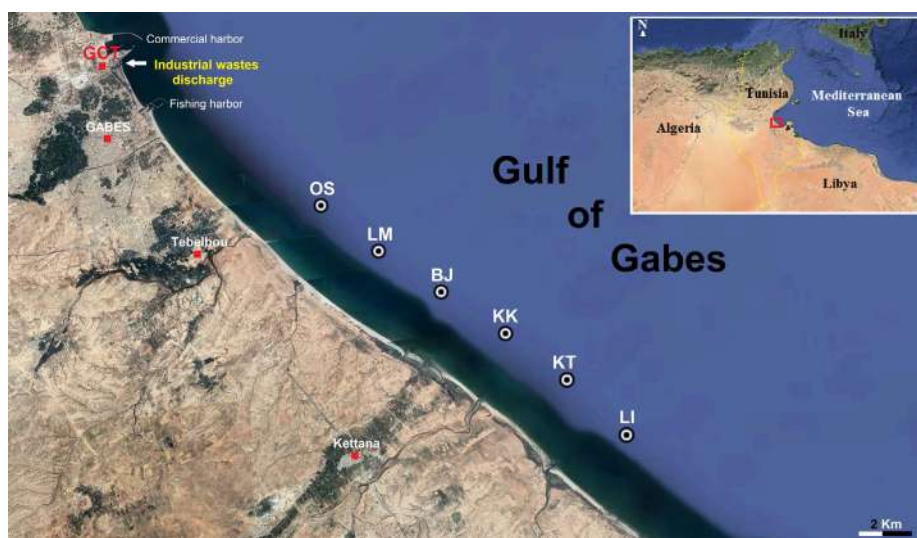 Commercial harbor
GCT
Industrial wastes
discharge
Fishing harbor
GABES
Tebelbou
Kettana
OS
LM
BJ
KK
KT
LI
Gulf
of
Gabes
N
Italy
Tunisia
Mediterranean
Sea
Algeria
Libya
2 Km